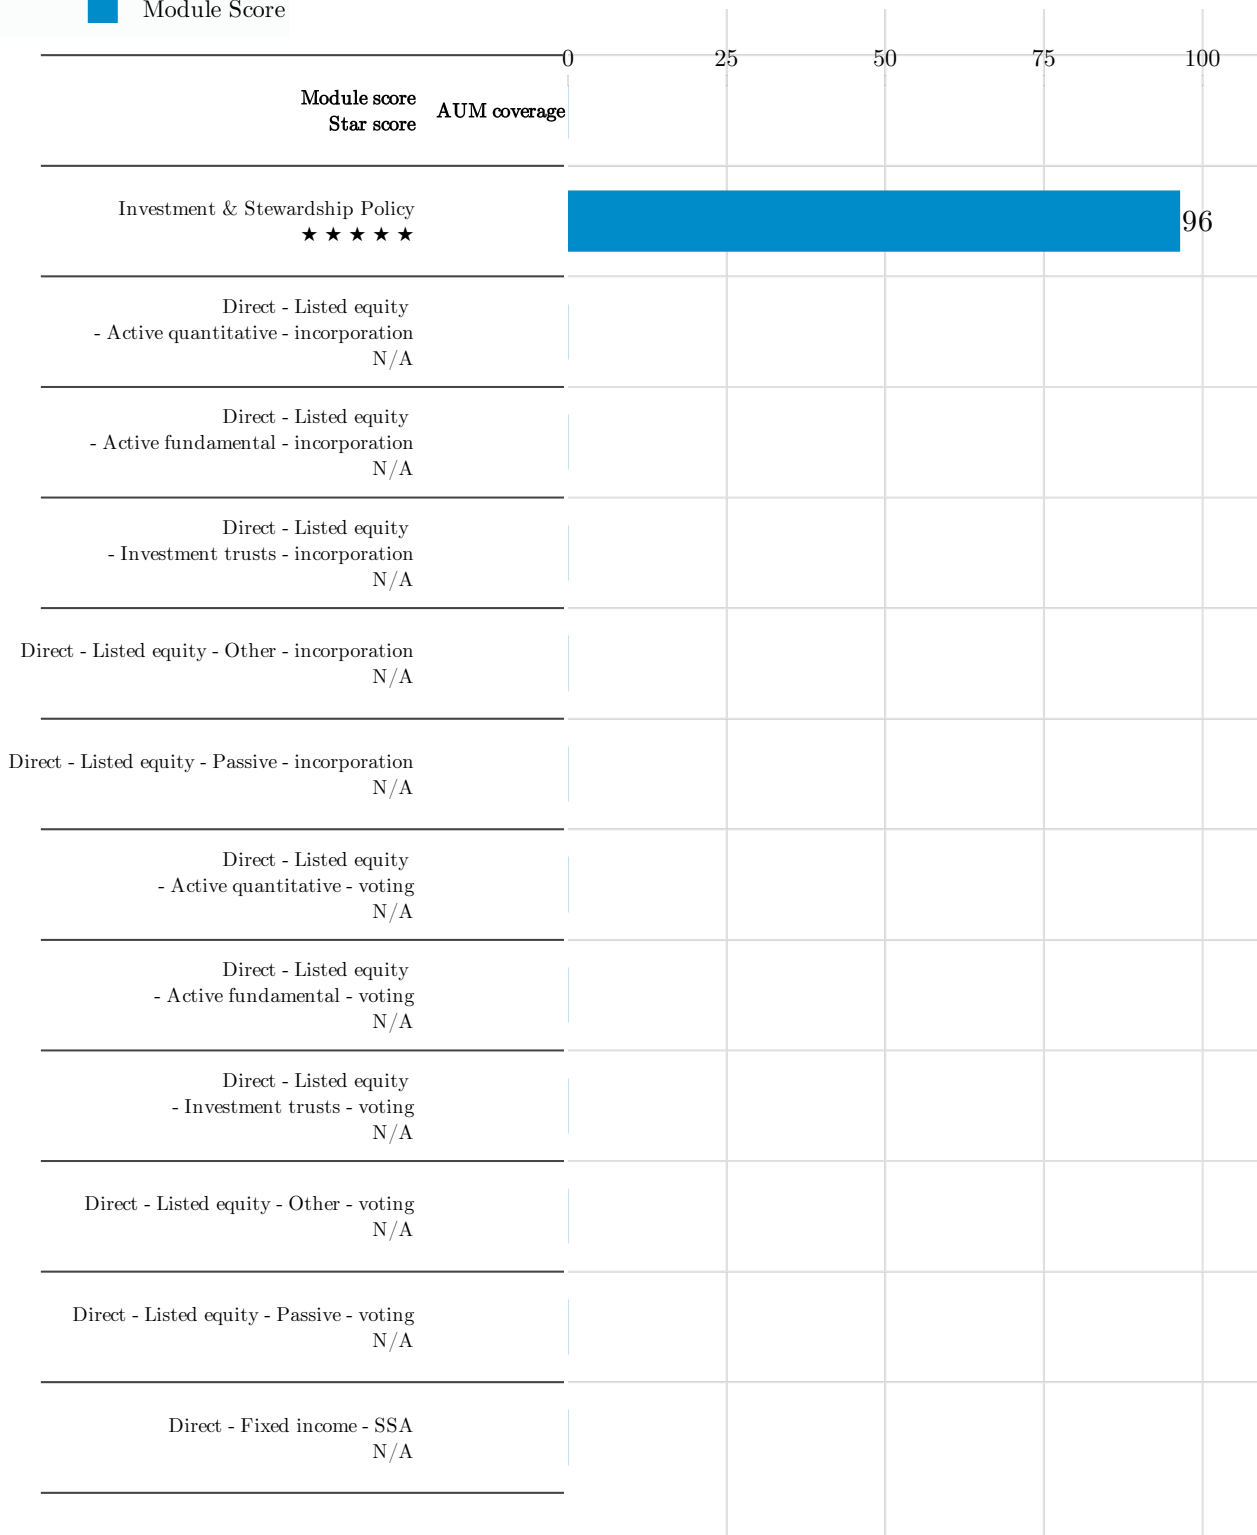 Module Score
0 25 50 75 100
Module score
Star score
AUM coverage
Investment & Stewardship Policy
★ ★ ★ ★ ★
96
Direct - Listed equity
- Active quantitative - incorporation
N/A
Direct - Listed equity
- Active fundamental - incorporation
N/A
Direct - Listed equity
- Investment trusts - incorporation
N/A
Direct - Listed equity - Other - incorporation
N/A
Direct - Listed equity - Passive - incorporation
N/A
Direct - Listed equity
- Active quantitative - voting
N/A
Direct - Listed equity
- Active fundamental - voting
N/A
Direct - Listed equity
- Investment trusts - voting
N/A
Direct - Listed equity - Other - voting
N/A
Direct - Listed equity - Passive - voting
N/A
Direct - Fixed income - SSA
N/A